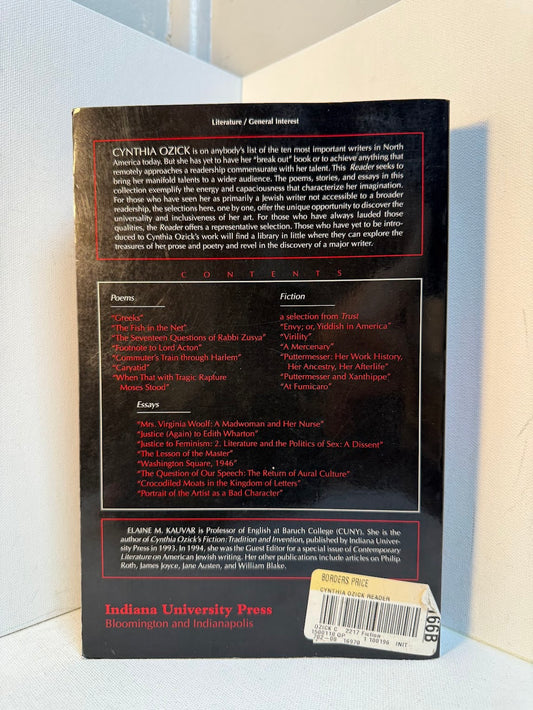 Literature / General Interest
CYNTHIA OZICK is on anybody's list of the ten most important writers in North
America today. But she has yet to have her "break out" book or to achieve anything that
remotely approaches a readership commensurate with her talent. This Reader seeks to
bring her manifold talents to a wider audience. The poems, stories, and essays in this
collection exemplify the energy and capaciousness that characterize her imagination.
For those who have seen her as primarily a Jewish writer not accessible to a broader
readership, the selections here, one by one, offer the unique opportunity to discover the
universality and inclusiveness of her art. For those who have always lauded those
qualities, the Reader offers a representative selection. Those who have yet to be intro-
duced to Cynthia Ozick's work will find a library in little where they can explore the
treasures of her prose and poetry and revel in the discovery of a major writer.
CONTENTS
Poems
"Greeks"
"The Fish in the Net"
"The Seventeen Questions of Rabbi Zusya"
"Footnote to Lord Acton"
"Commuter's Train through Harlem"
"Caryatid"
"When That with Tragic Rapture
Moses Stood"
Fiction
a selection from Trust
"Envy; or, Yiddish in America"
"Virility"
"A Mercenary"
"Puttermesser: Her Work History,
Her Ancestry, Her Afterlife"
"Puttermesser and Xanthippe"
"At Fumicaro"
Essays
"Mrs. Virginia Woolf: A Madwoman and Her Nurse"
"Justice (Again) to Edith Wharton"
"Justice to Feminism: 2. Literature and the Politics of Sex: A Dissent"
"The Lesson of the Master"
"Washington Square, 1946"
"The Question of Our Speech: The Return of Aural Culture"
"Crocodiled Moats in the Kingdom of Letters"
"Portrait of the Artist as a Bad Character"
ELAINE M. KAUVAR is Professor of English at Baruch College (CUNY). She is the
author of Cynthia Ozick's Fiction: Tradition and Invention, published by Indiana Univer-
sity Press in 1993. In 1994, she was the Guest Editor for a special issue of Contemporary
Literature on American Jewish writing. Her other publications include articles on Philip
Roth, James Joyce, Jane Austen, and William Blake.
Indiana University Press
Bloomington and Indianapolis
BORDERS PRICE
CYNTHIA OZICK READER
OZICK C 2217 Fiction
1500118 QP 1 100196 INIT
702-00 16970
166B